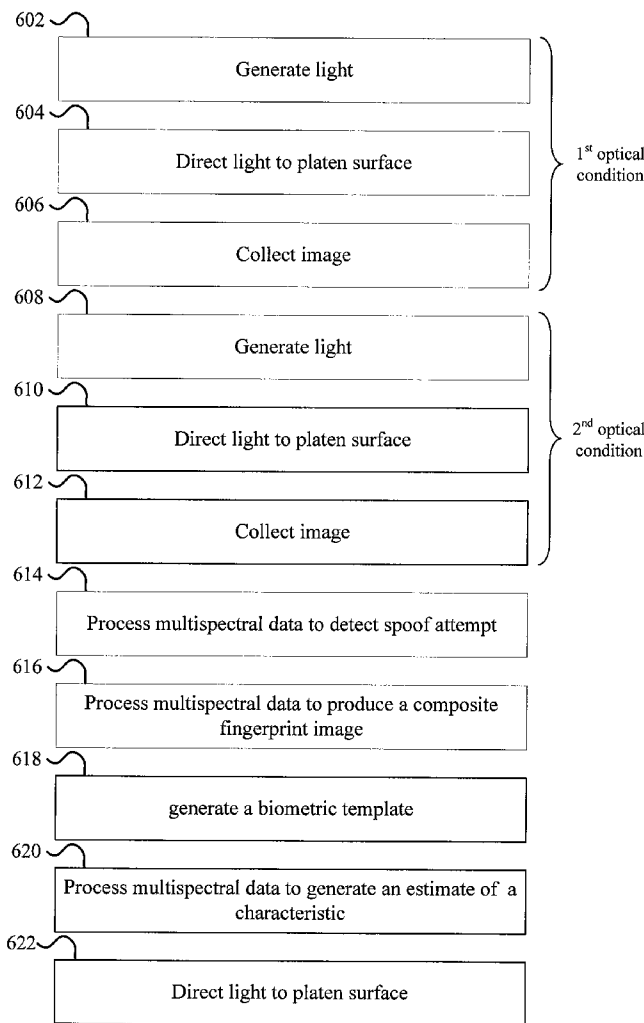 602
Generate light
604
Direct light to platen surface
606
Collect image
1st optical
condition
608
Generate light
610
Direct light to platen surface
612
Collect image
2nd optical
condition
614
Process multispectral data to detect spoof attempt
616
Process multispectral data to produce a composite
fingerprint image
618
generate a biometric template
620
Process multispectral data to generate an estimate of a
characteristic
622
Direct light to platen surface